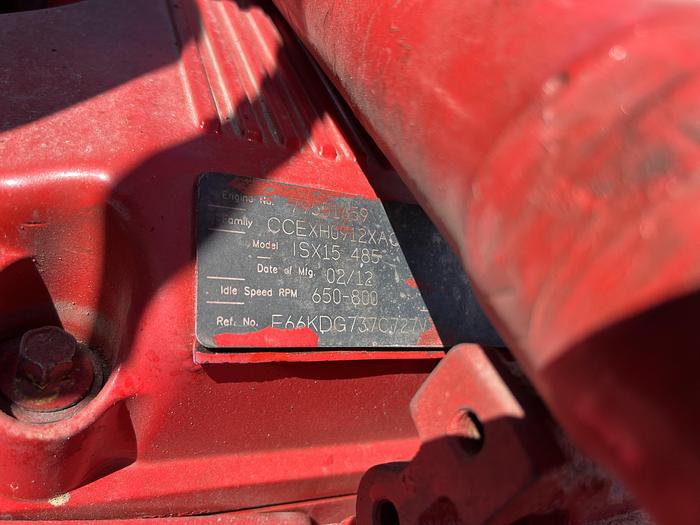 Engine No.
Family CCEXH0912XAC
Model ISX15 485
Date of Mfg. 02/12
Idle Speed RPM 650-800
Ref. No.